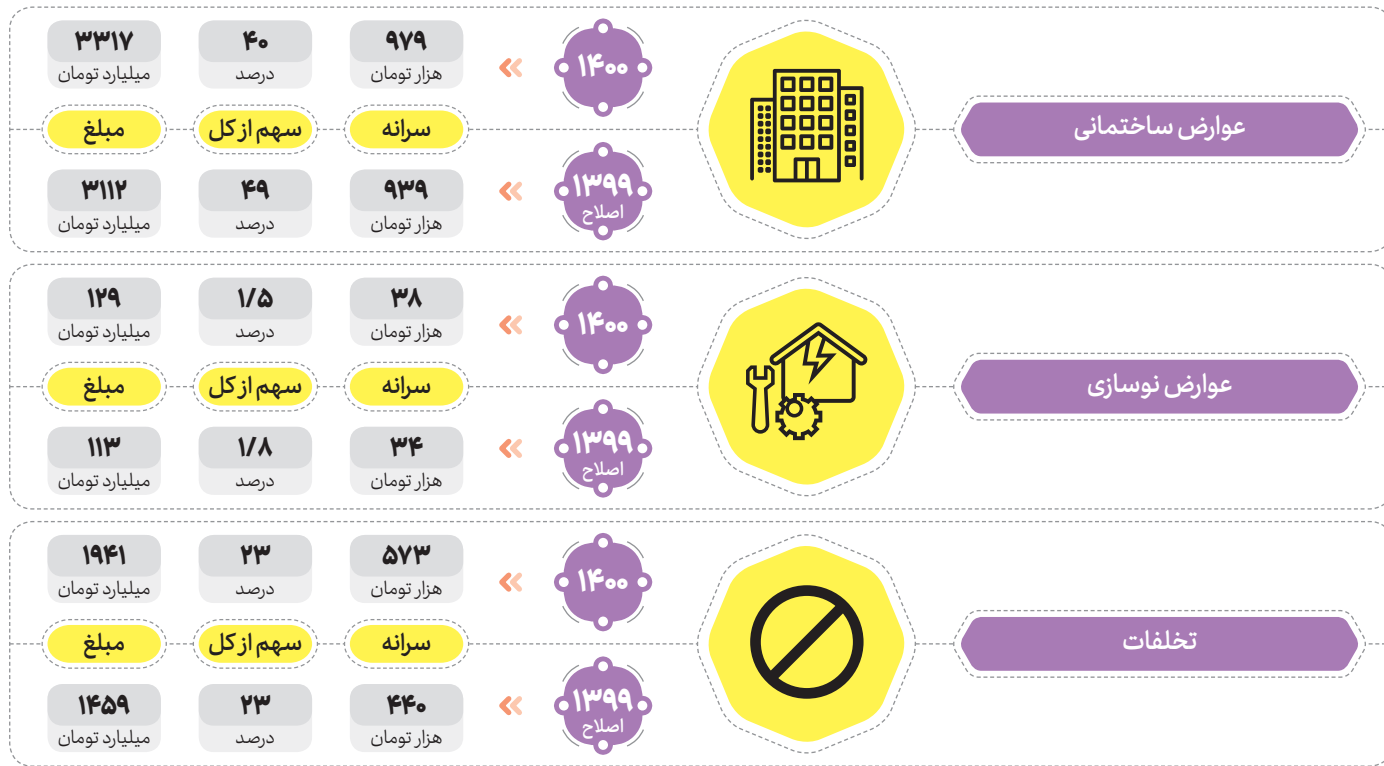 عوارض ساختمانی
۱۴۰۰
۹۷۹ ۴۰ ۳۳۱۷
هزار تومان درصد میلیارد تومان
سرانه سهم از کل مبلغ
۱۳۹۹
اصلاح
۹۳۹ ۴۹ ۳۱۱۲
هزار تومان درصد میلیارد تومان
عوارض نوسازی
۱۴۰۰
۳۸ ۱/۵ ۱۲۹
هزار تومان درصد میلیارد تومان
سرانه سهم از کل مبلغ
۱۳۹۹
اصلاح
۳۴ ۱/۸ ۱۱۳
هزار تومان درصد میلیارد تومان
تخلفات
۱۴۰۰
۵۷۳ ۲۳ ۱۹۴۱
هزار تومان درصد میلیارد تومان
سرانه سهم از کل مبلغ
۱۳۹۹
اصلاح
۴۴۰ ۲۳ ۱۴۵۹
هزار تومان درصد میلیارد تومان